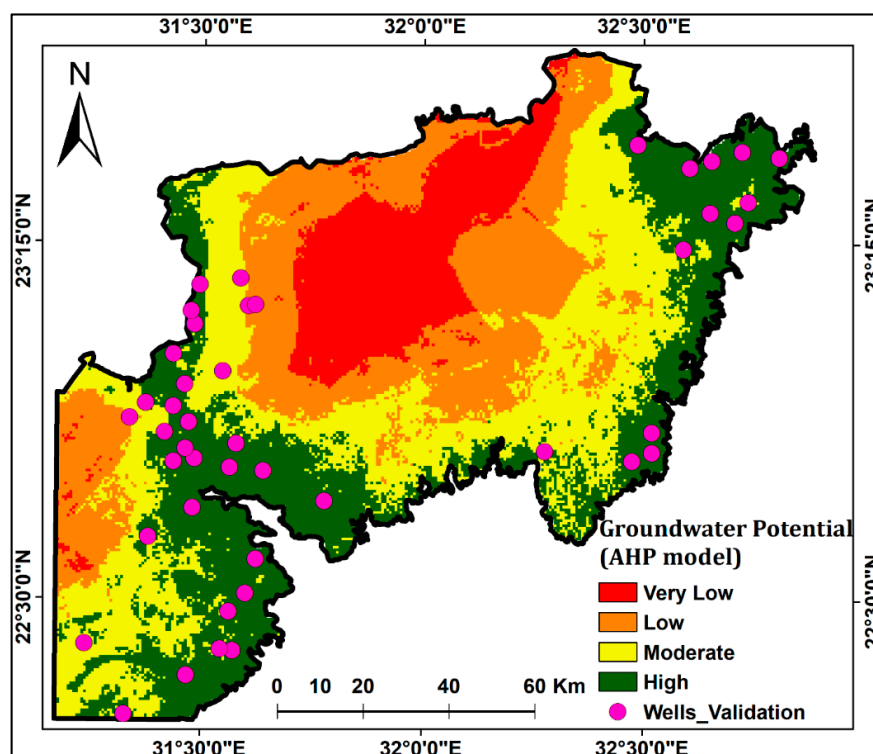 31°30'0"E 32°0'0"E 32°30'0"E
N
23°15'0"N
23°15'0"N
22°30'0"N
22°30'0"N
Groundwater Potential
(AHP model)
Very Low
Low
Moderate
High
Wells_Validation
0 10 20 40 60 Km
31°30'0"E 32°0'0"E 32°30'0"E